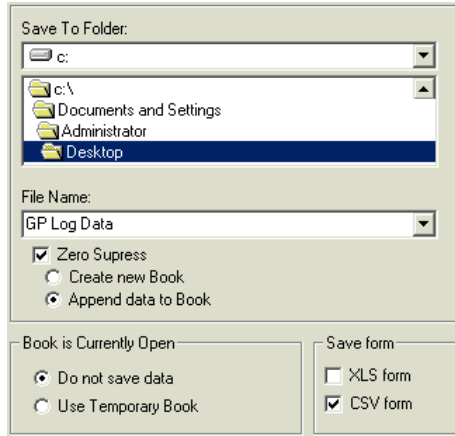 Save To Folder:
c:
c:\
Documents and Settings
Administrator
Desktop
File Name:
GP Log Data
Zero Supress
Create new Book
Append data to Book
Book is Currently Open
Do not save data
Use Temporary Book
Save form
XLS form
CSV form